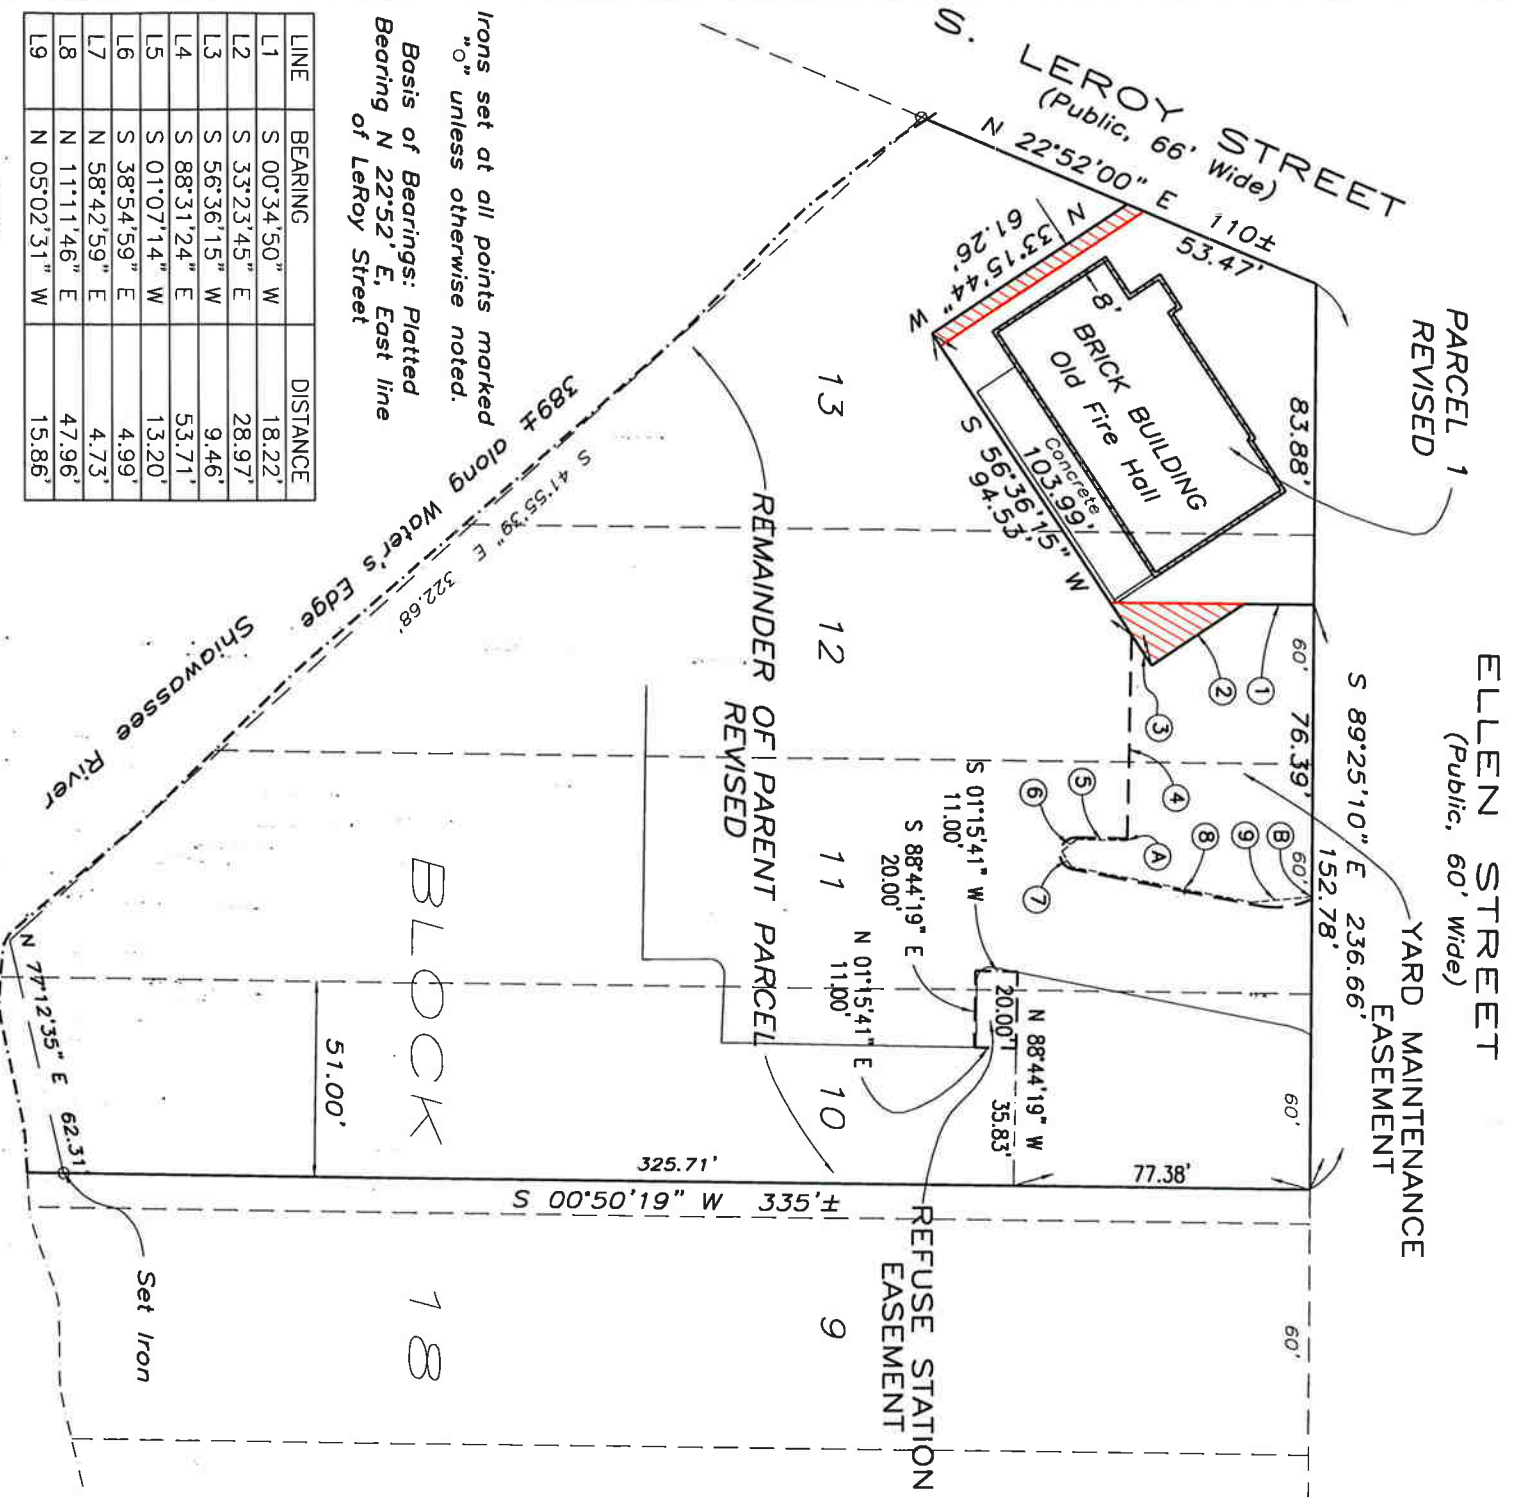 S. LEROY STREET
(Public, 66' Wide)
N 22°52'00" E 110±
53.47'
PARCEL 1
REVISED
ELLEN STREET
(Public, 60' Wide)
S 89°25'10" E 236.66'
152.78'
83.88'
60'
76.39'
60'
60'
60'
YARD MAINTENANCE
EASEMENT
BRICK BUILDING
Old Fire Hall
8'
Concrete
103.99'
S 56°36'15" W
94.53'
N 33°15'44" W
61.26'
1
2
3
4
5
6
7
8
9
A
B
13
12
11
10
9
REMAINDER OF PARENT PARCEL
REVISED
S 01°15'41" W
11.00'
S 88°44'19" E
20.00'
N 01°15'41" E
11.00'
20.00'
N 88°44'19" W
35.83'
77.38'
REFUSE STATION
EASEMENT
325.71'
S 00°50'19" W 335'±
BLOCK 18
51.00'
389± along Water's Edge
S 41°55'39" E 322.68'
Shiawassee River
N 77°12'35" E 62.31'
Set Iron
Irons set at all points marked
"o" unless otherwise noted.
Basis of Bearings: Platted
Bearing N 22°52' E, East line
of LeRoy Street
LINE BEARING DISTANCE
L1 S 00°34'50" W 18.22'
L2 S 33°23'45" E 28.97'
L3 S 56°36'15" W 9.46'
L4 S 88°31'24" E 53.71'
L5 S 01°07'14" W 13.20'
L6 S 38°54'59" E 4.99'
L7 N 58°42'59" E 4.73'
L8 N 11°11'46" E 47.96'
L9 N 05°02'31" W 15.86'